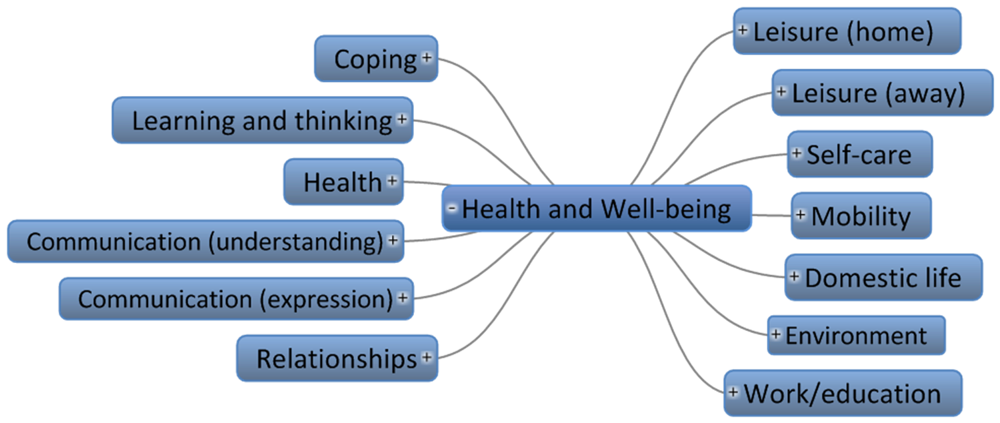 Coping +
Learning and thinking +
Health +
Communication (understanding) +
Communication (expression) +
Relationships +
- Health and Well-being
+ Leisure (home)
+ Leisure (away)
+ Self-care
+ Mobility
+ Domestic life
+ Environment
+ Work/education